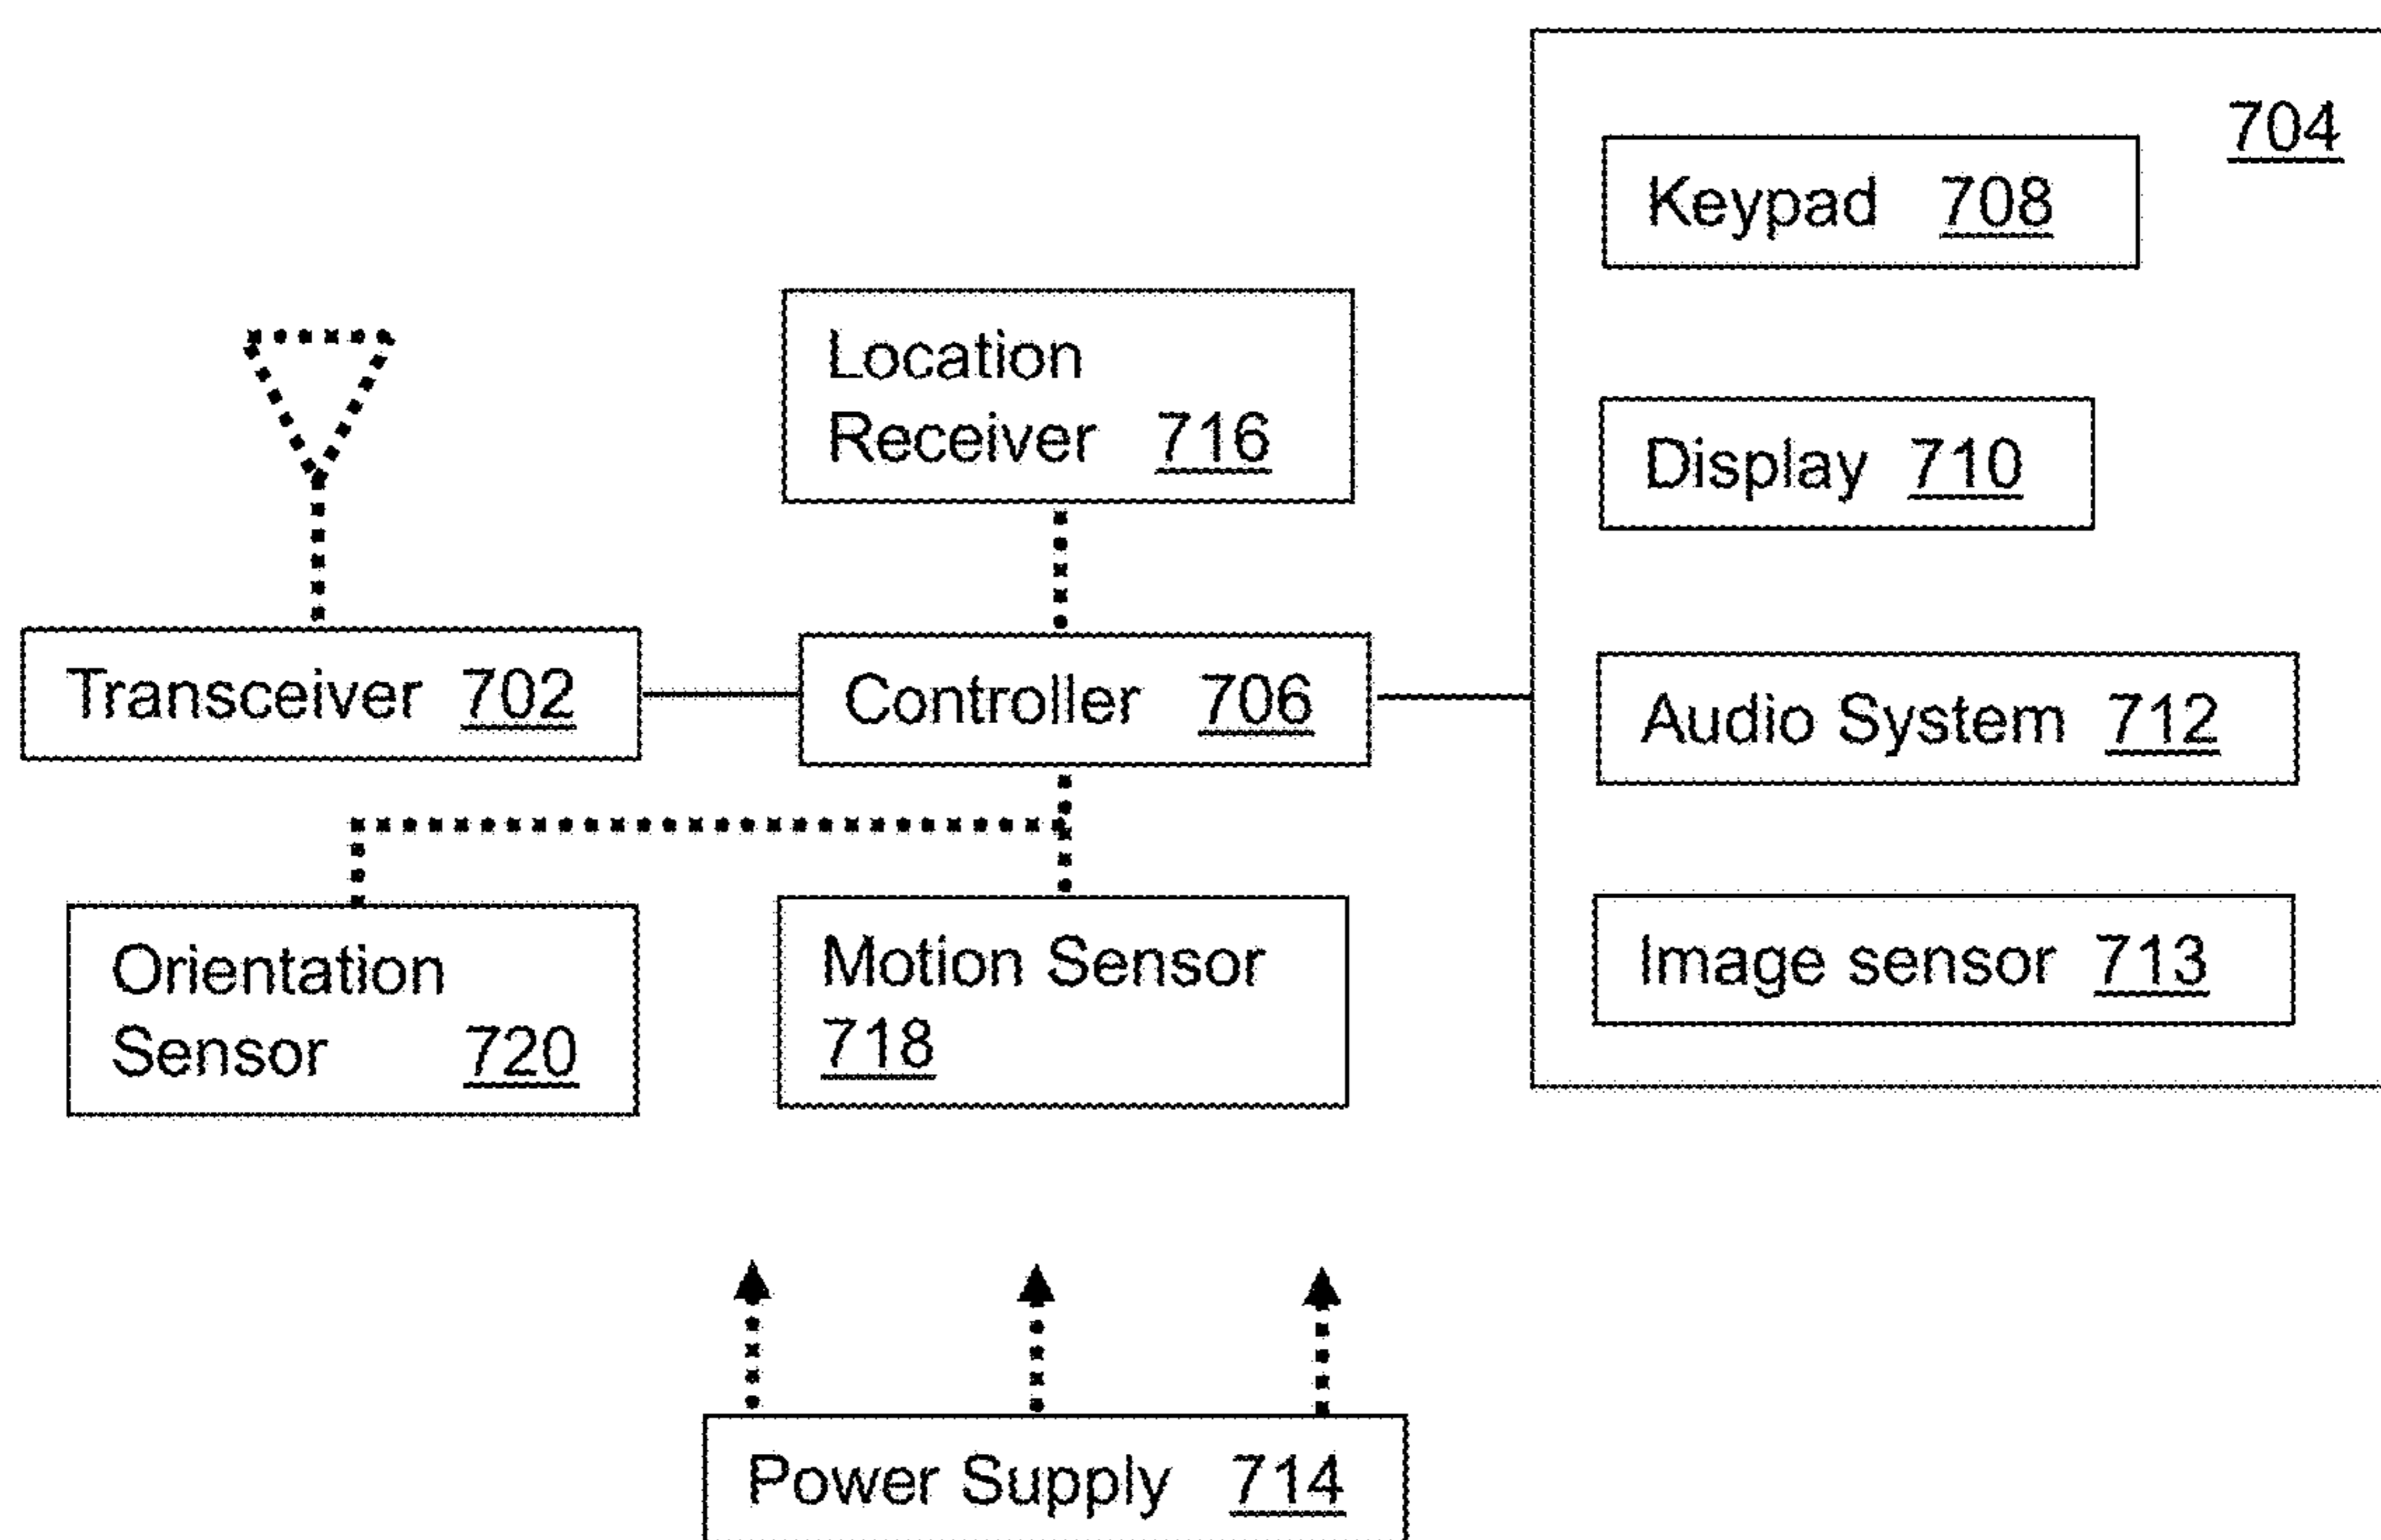 704
Keypad 708
Location
Receiver 716
Display 710
Transceiver 702
Controller 706
Audio System 712
Orientation
Sensor 720
Motion Sensor
718
Image sensor 713
Power Supply 714